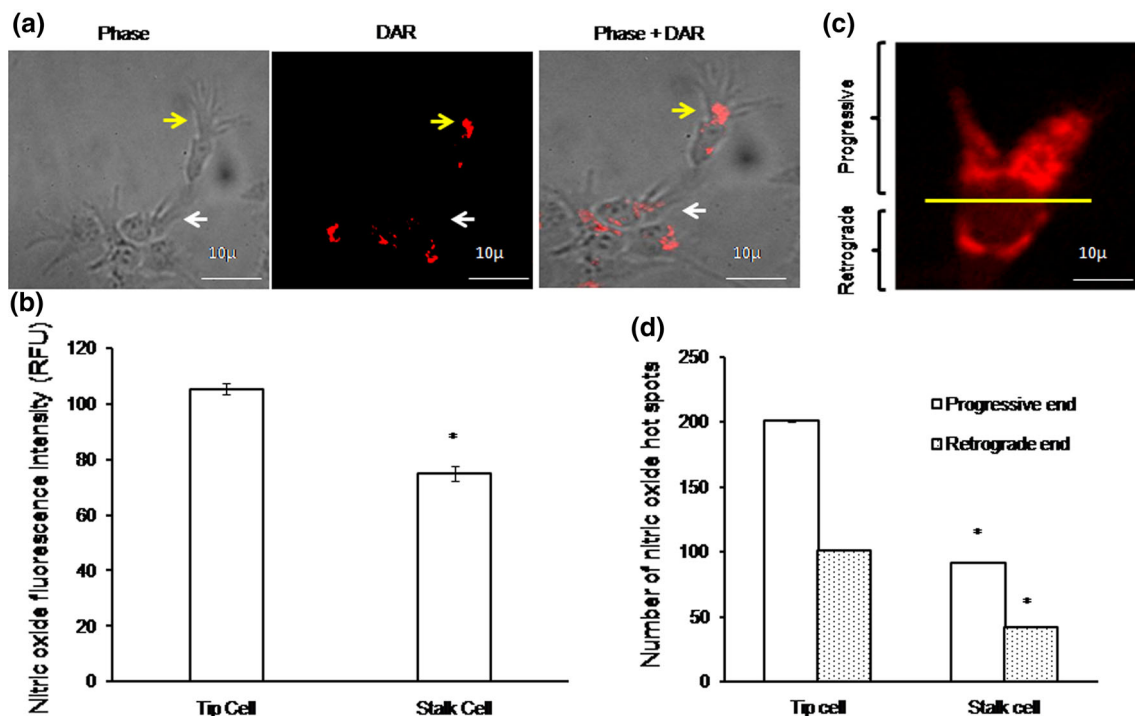 (a)
Phase
DAR
Phase + DAR
10µ
10µ
10µ
(c)
Progressive
Retrograde
10µ
(b)
Nitric oxide fluorescence intensity (RFU)
120
100
80
60
40
20
0
*
Tip Cell
Stalk Cell
(d)
Number of nitric oxide hot spots
250
200
150
100
50
0
Progressive end
Retrograde end
*
*
Tip Cell
Stalk cell